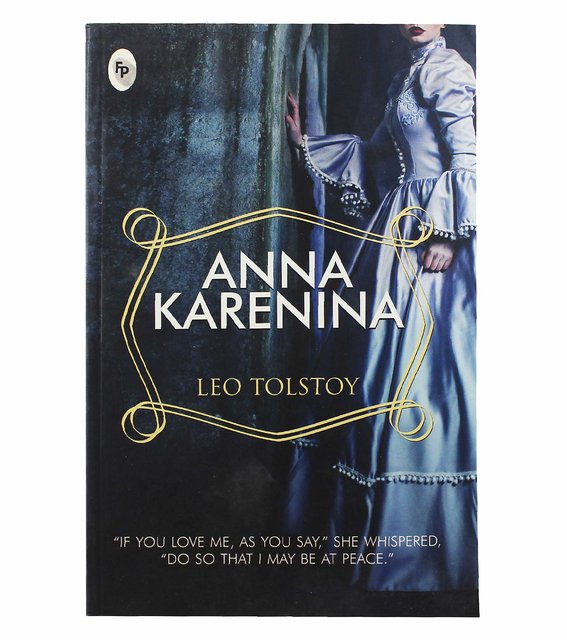 FP
ANNA
KARENINA
LEO TOLSTOY
“IF YOU LOVE ME, AS YOU SAY,” SHE WHISPERED,
“DO SO THAT I MAY BE AT PEACE.”